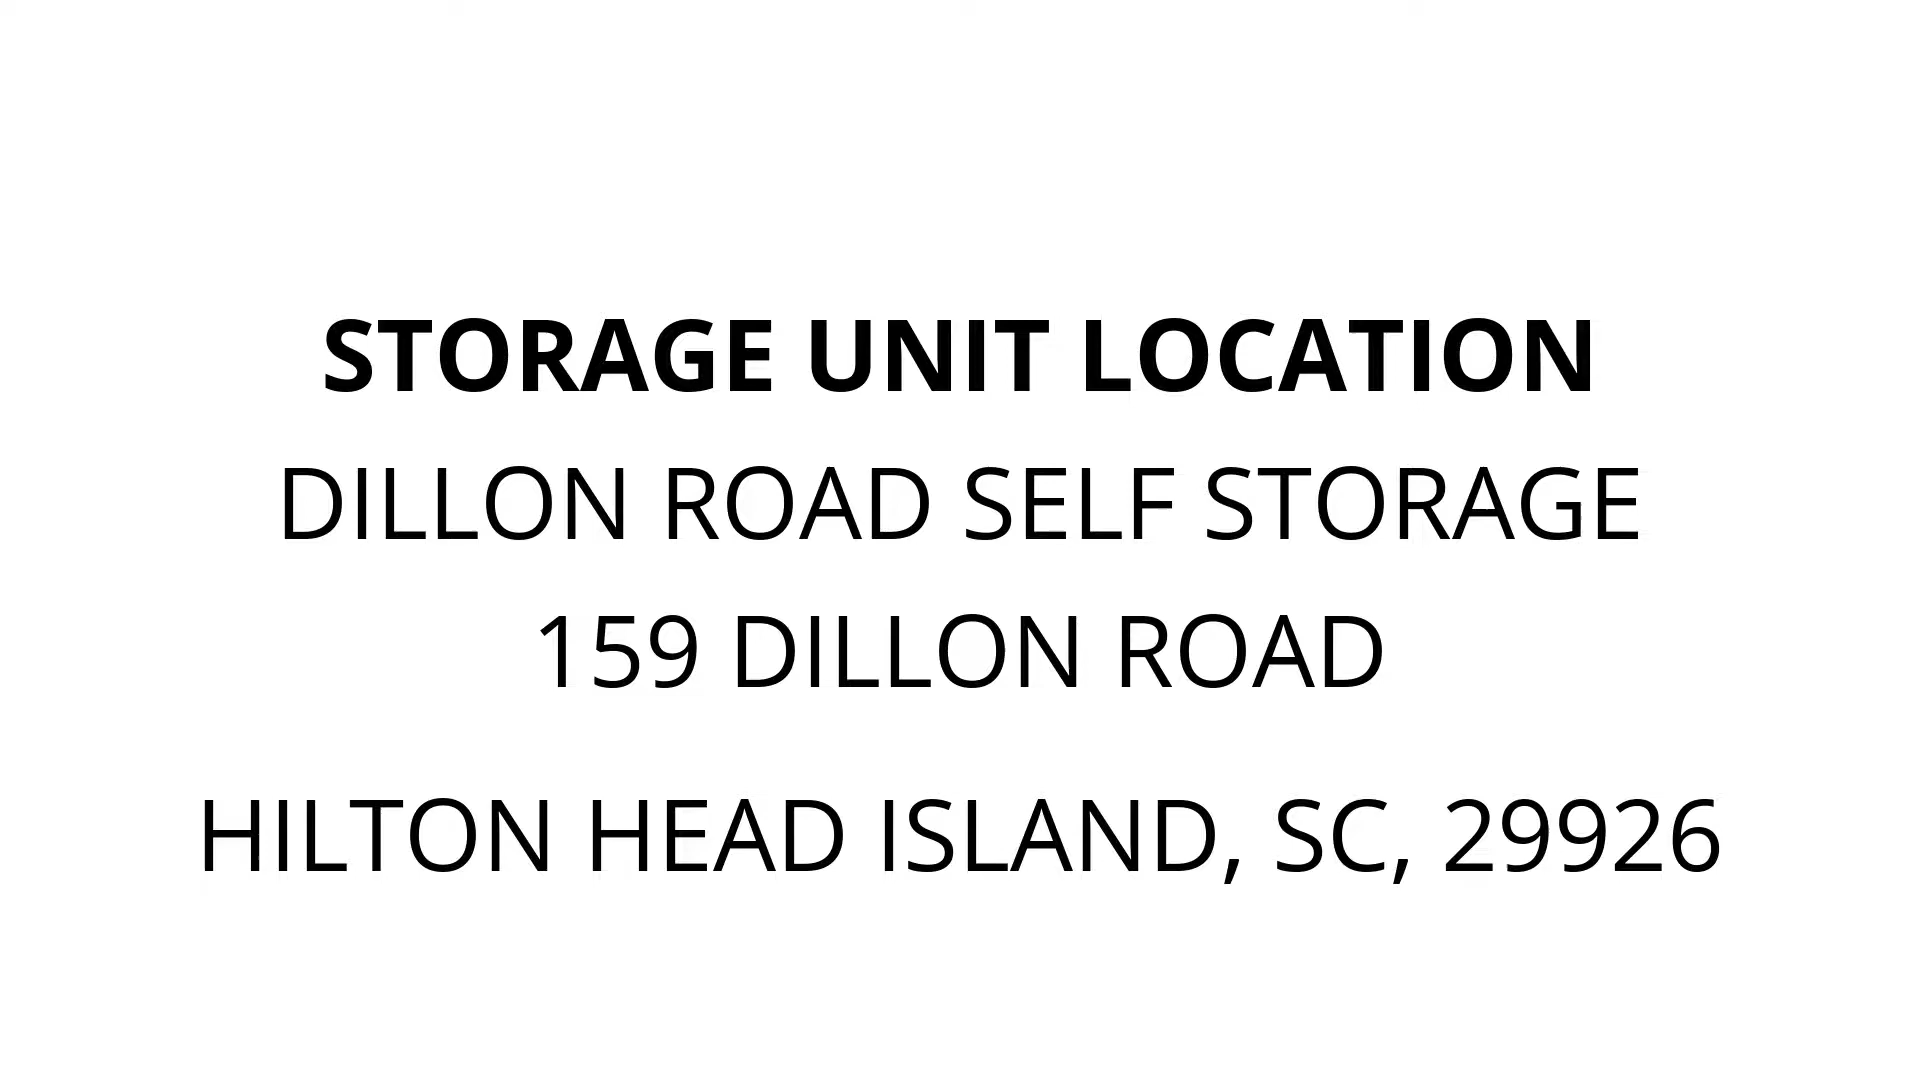 STORAGE UNIT LOCATION
DILLON ROAD SELF STORAGE
159 DILLON ROAD
HILTON HEAD ISLAND, SC, 29926